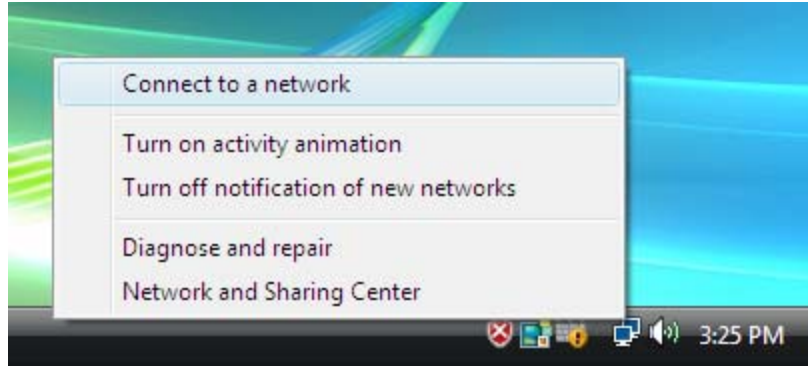 Connect to a network
Turn on activity animation
Turn off notification of new networks
Diagnose and repair
Network and Sharing Center
3:25 PM